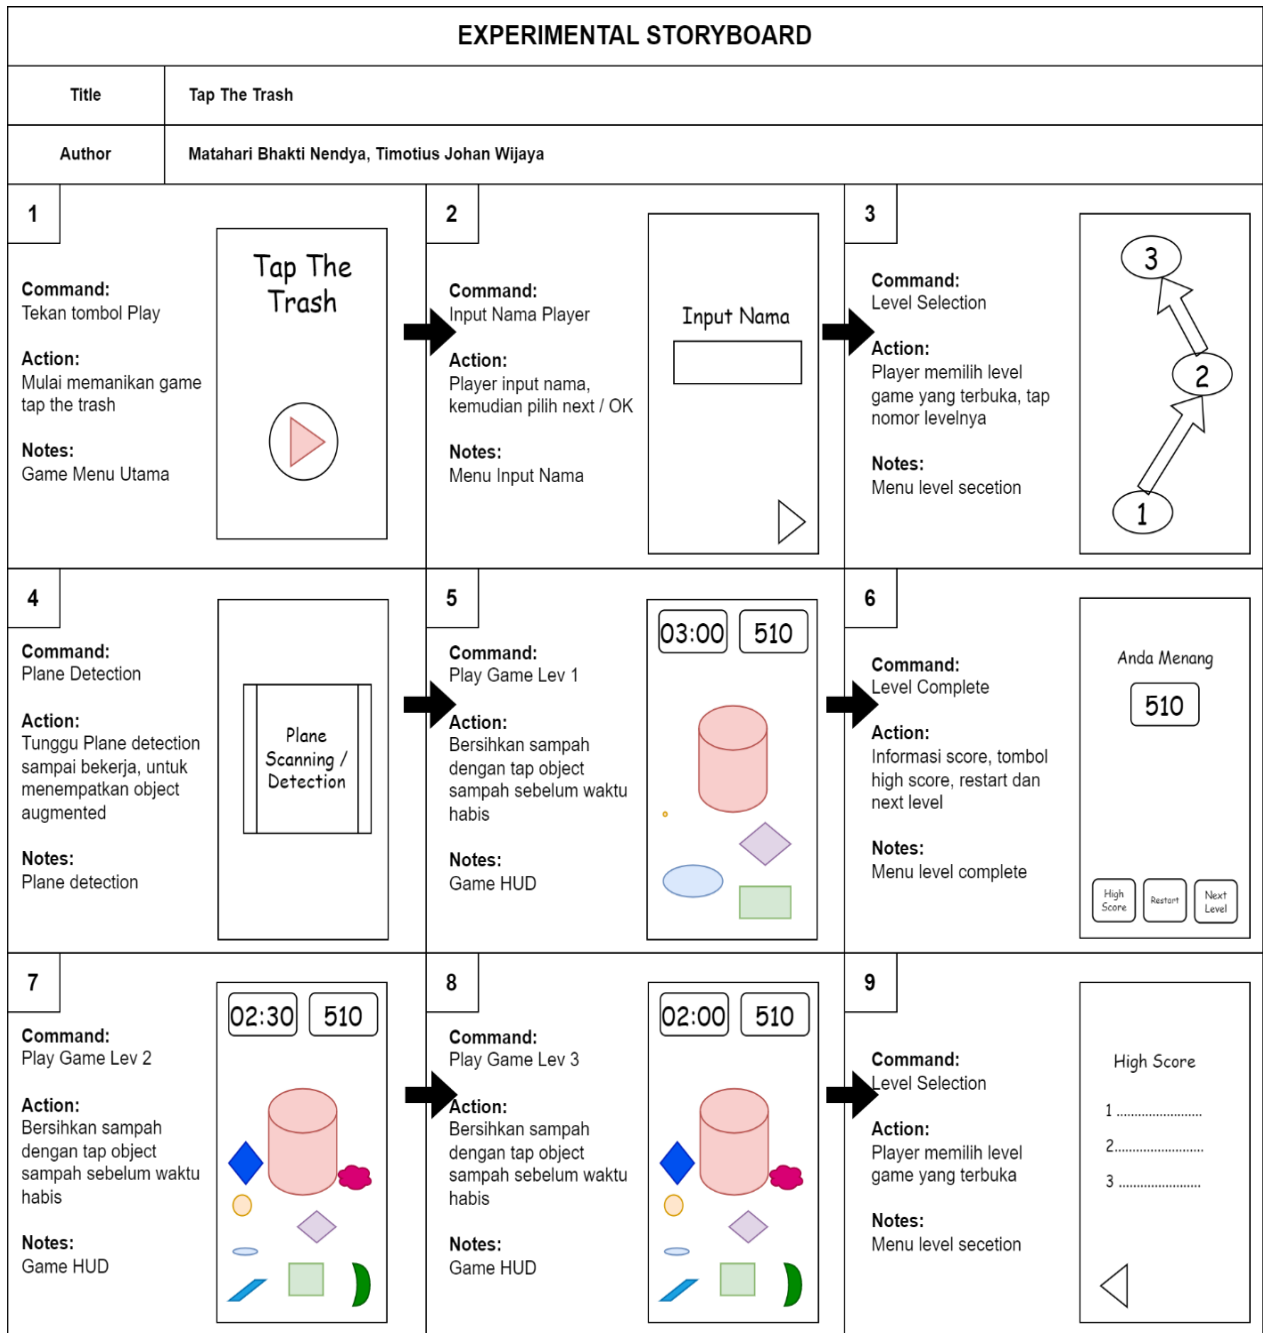 EXPERIMENTAL STORYBOARD
Title
Tap The Trash
Author
Matahari Bhakti Nendya, Timotius Johan Wijaya
1
Command:
Tekan tombol Play
Action:
Mulai memanikan game
tap the trash
Notes:
Game Menu Utama
Tap The
Trash
2
Command:
Input Nama Player
Action:
Player input nama,
kemudian pilih next / OK
Notes:
Menu Input Nama
Input Nama
3
Command:
Level Selection
Action:
Player memilih level
game yang terbuka, tap
nomor levelnya
Notes:
Menu level secetion
3
2
1
4
Command:
Plane Detection
Action:
Tunggu Plane detection
sampai bekerja, untuk
menempatkan object
augmented
Notes:
Plane detection
Plane
Scanning /
Detection
5
Command:
Play Game Lev 1
Action:
Bersihkan sampah
dengan tap object
sampah sebelum waktu
habis
Notes:
Game HUD
03:00
510
6
Command:
Level Complete
Action:
Informasi score, tombol
high score, restart dan
next level
Notes:
Menu level complete
Anda Menang
510
High
Score
Restart
Next
Level
7
Command:
Play Game Lev 2
Action:
Bersihkan sampah
dengan tap object
sampah sebelum waktu
habis
Notes:
Game HUD
02:30
510
8
Command:
Play Game Lev 3
Action:
Bersihkan sampah
dengan tap object
sampah sebelum waktu
habis
Notes:
Game HUD
02:00
510
9
Command:
Level Selection
Action:
Player memilih level
game yang terbuka
Notes:
Menu level secetion
High Score
1 ........................
2.........................
3 .......................